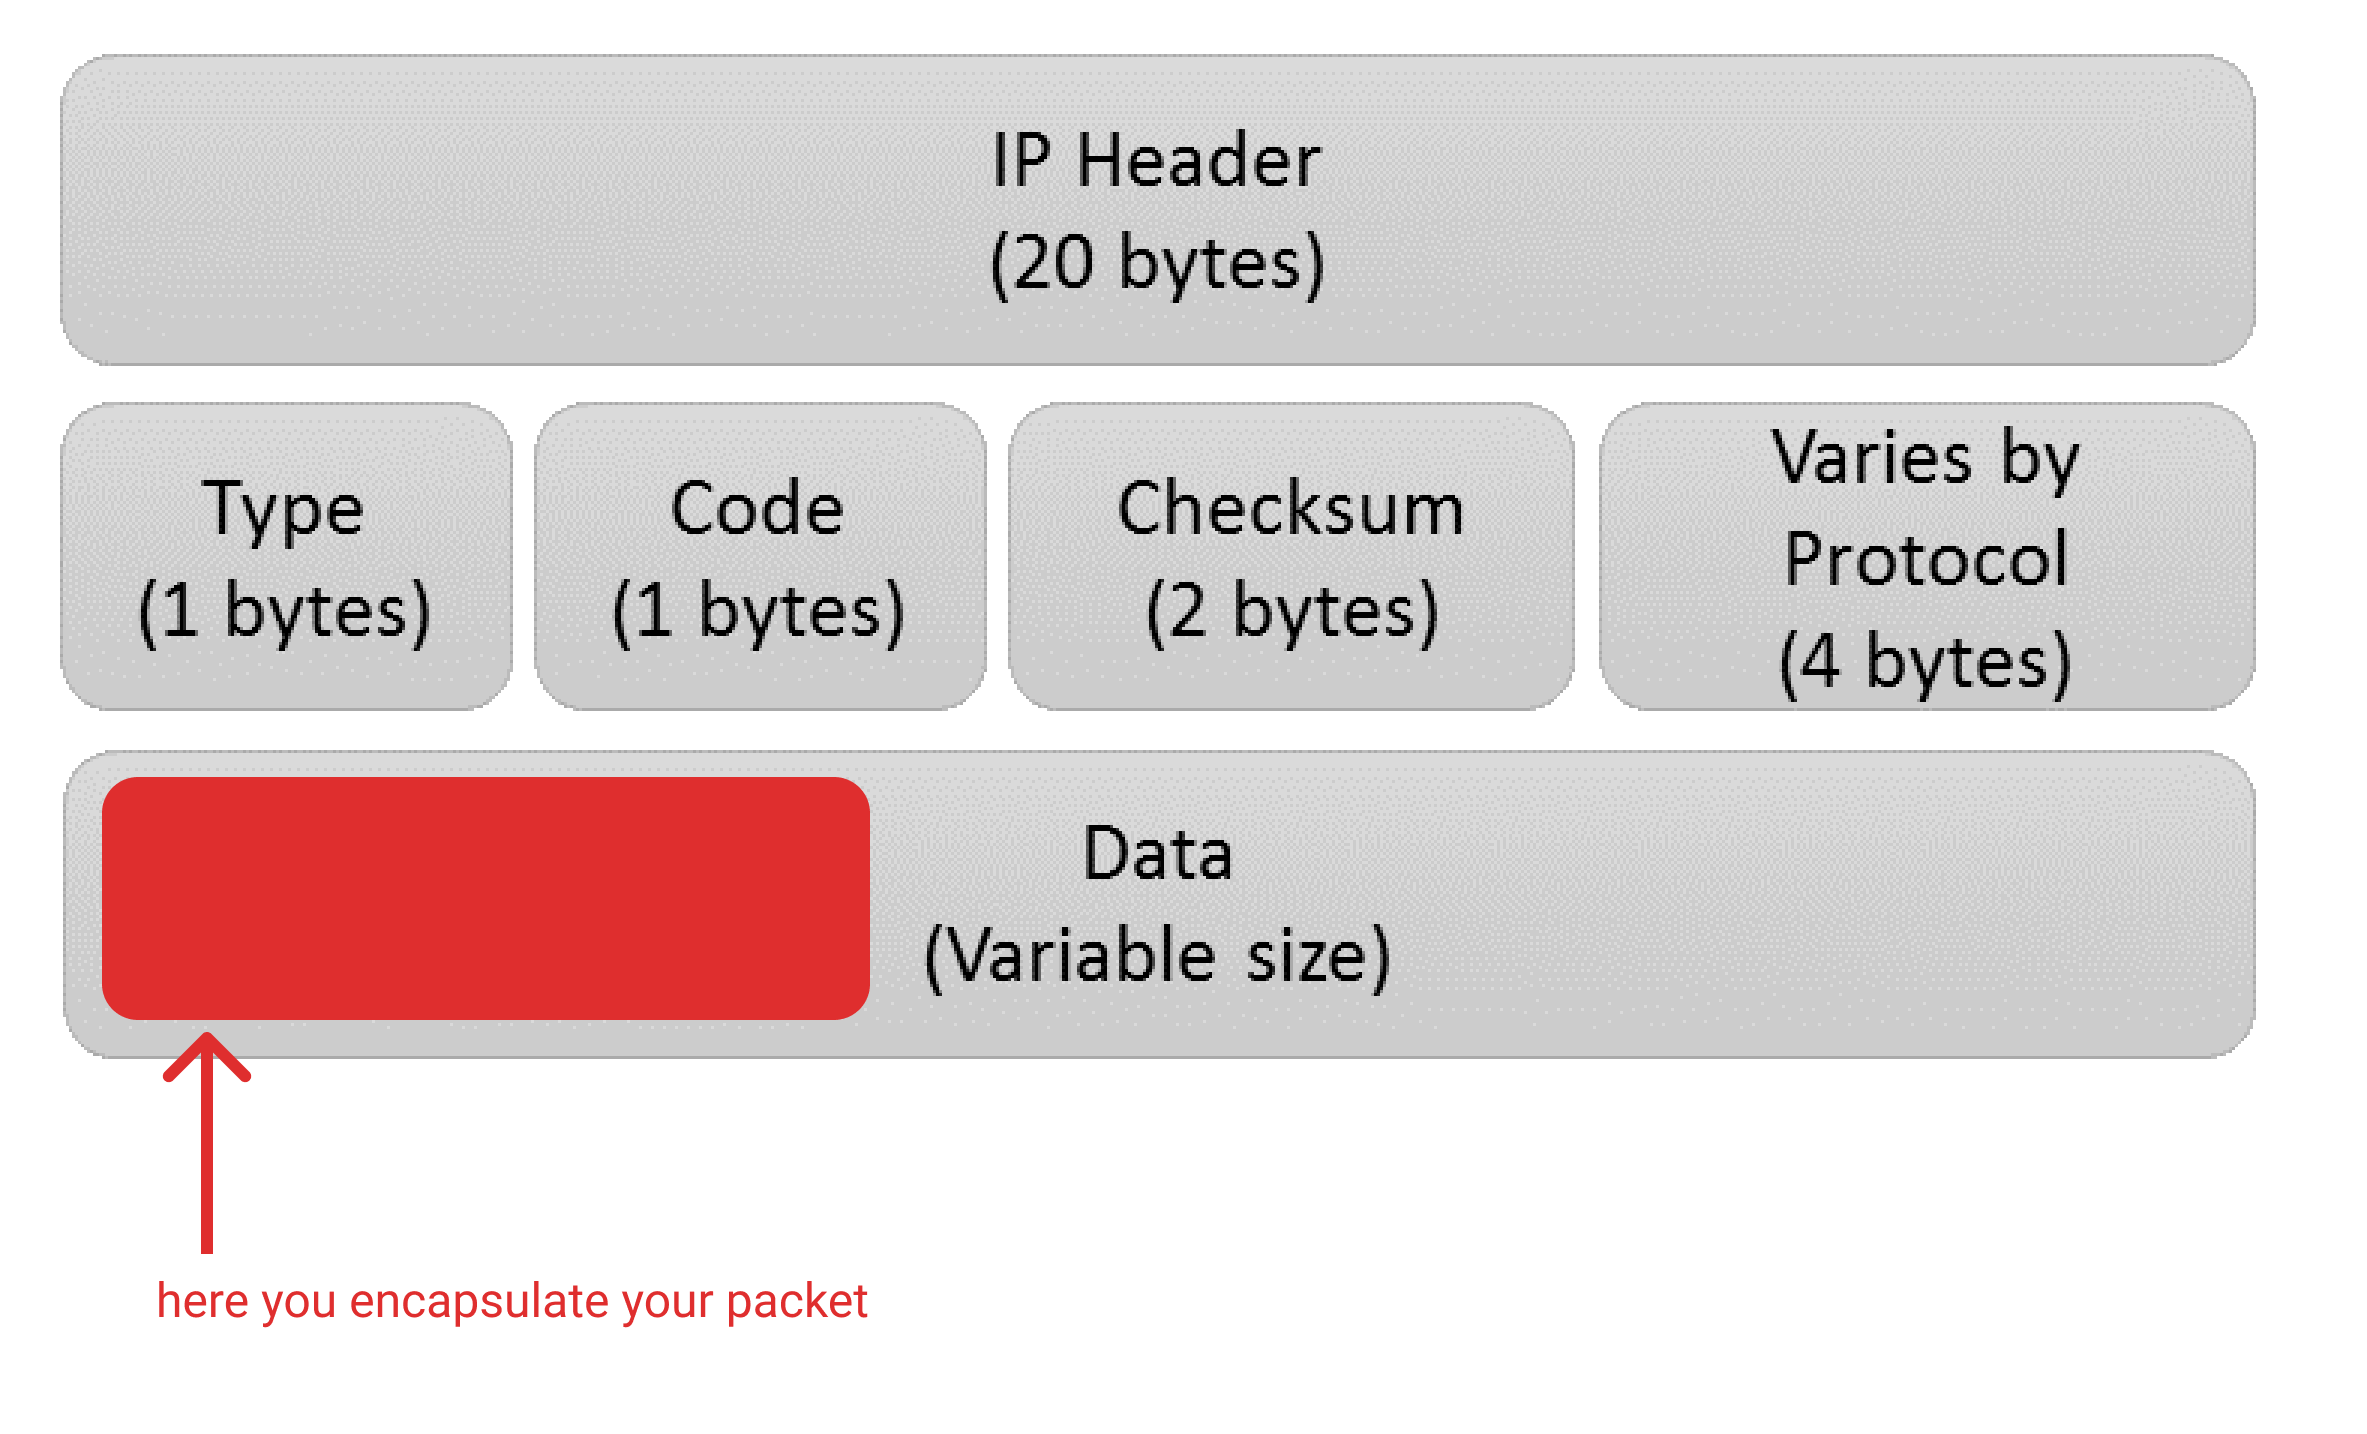 IP Header
(20 bytes)
Type
(1 bytes)
Code
(1 bytes)
Checksum
(2 bytes)
Varies by
Protocol
(4 bytes)
Data
(Variable size)
here you encapsulate your packet